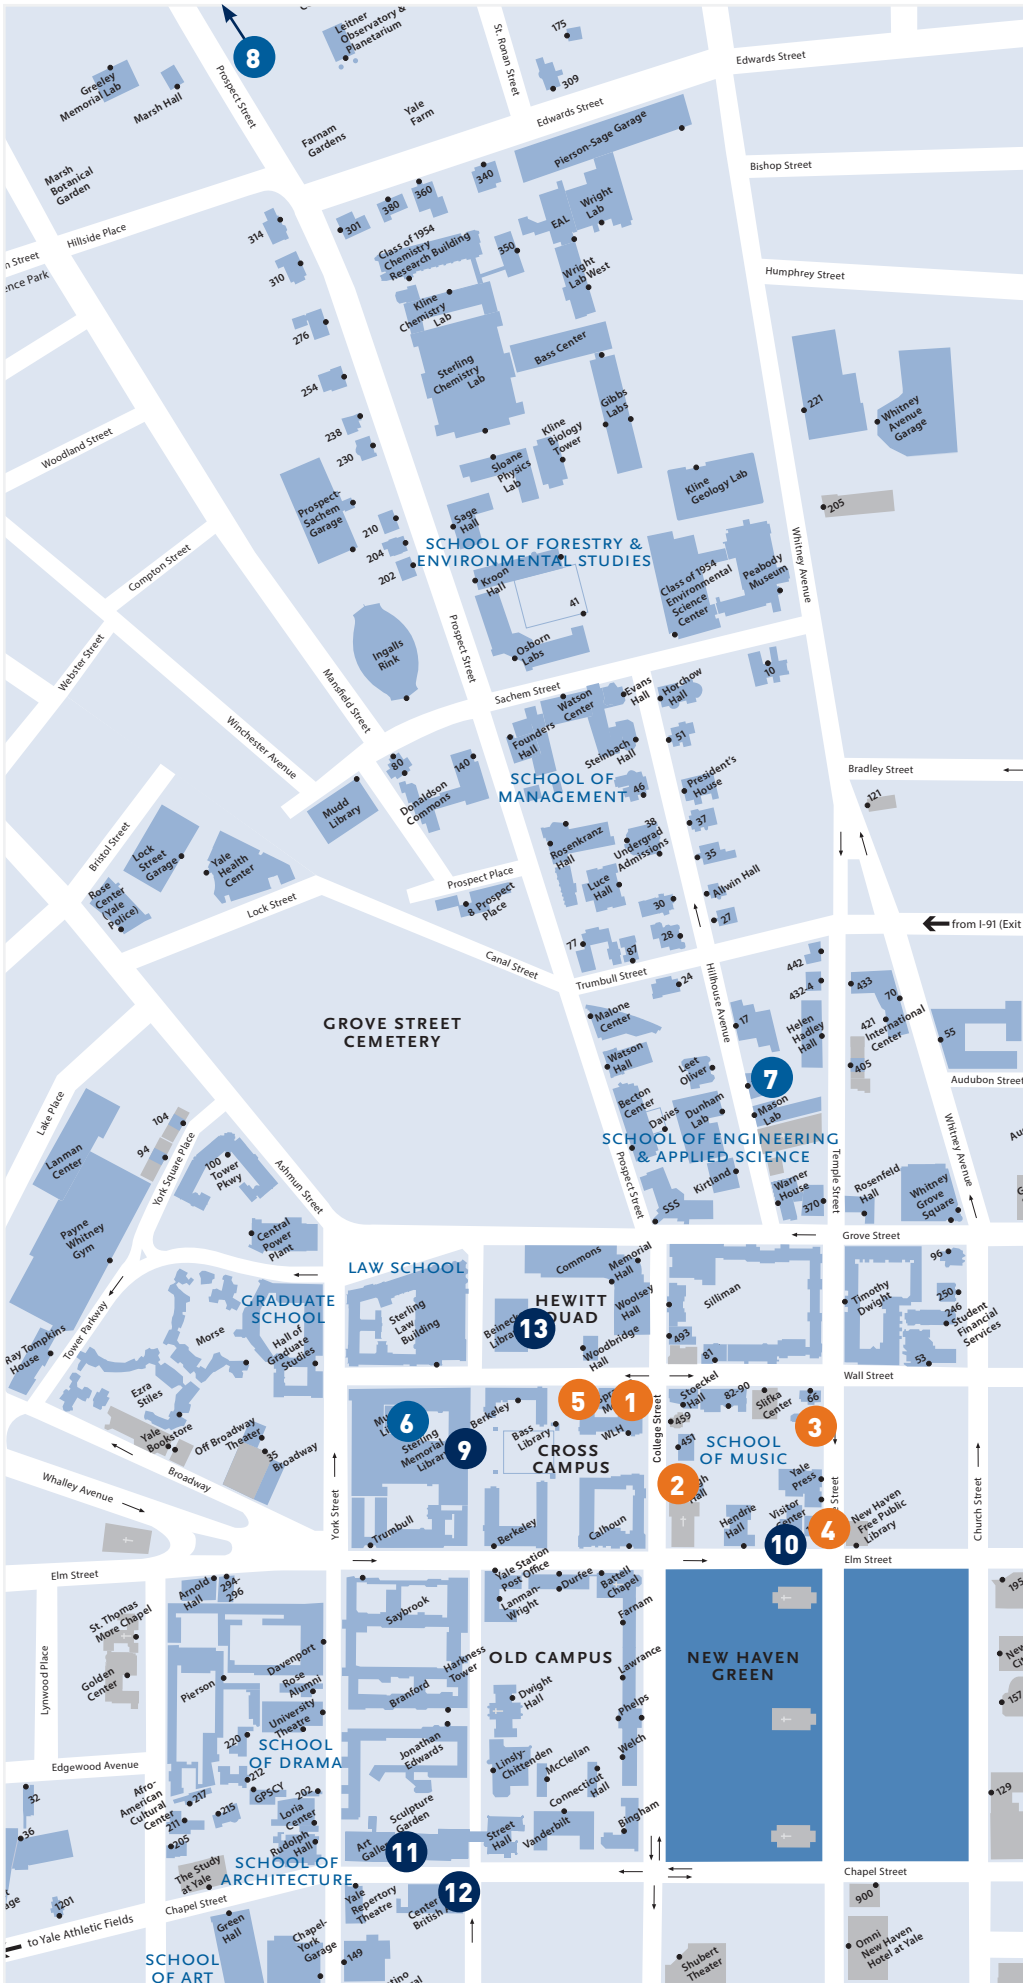 8
Leitner
Observatory &
Planetarium
175
309
St. Ronan Street
Edwards Street
Edwards Street
Greeley
Memorial Lab
Marsh Hall
Prospect Street
Farnam
Gardens
Yale
Farm
Pierson-Sage Garage
Bishop Street
Marsh
Botanical
Garden
Hillside Place
314
310
276
254
238
230
301
380
360
340
350
EAL
Wright
Lab
Wright
Lab West
Class of 1954
Chemistry
Research Building
Kline
Chemistry
Lab
Sterling
Chemistry
Lab
Bass Center
Gibbs
Labs
Kline
Biology
Tower
Sloane
Physics
Lab
Humphrey Street
221
Whitney
Avenue
Garage
205
Kline
Geology Lab
Woodland Street
Prospect-
Sachem
Garage
210
204
202
Sage
Hall
SCHOOL OF FORESTRY &
ENVIRONMENTAL STUDIES
Kroon
Hall
41
Osborn
Labs
Class of 1954
Environmental
Science
Center
Peabody
Museum
Whitney Avenue
Compton Street
Webster Street
Ingalls
Rink
Mansfield Street
Prospect Street
Winchester Avenue
Sachem Street
Watson
Center
Evans
Hall
Horchow
Hall
10
Founders
Hall
Steinbach
Hall
51
SCHOOL OF
MANAGEMENT
46
President's
House
37
38
Undergrad
Admissions
35
Rosenkranz
Hall
Luce
Hall
Allwin Hall
30
27
28
Bradley Street
121
80
Donaldson
Commons
140
Mudd
Library
Bristol Street
Lock
Street
Garage
Yale
Health
Center
Rose
Center
(Yale
Police)
Lock Street
Prospect Place
8 Prospect
Place
Canal Street
77
87
Trumbull Street
24
from I-91 (Exit
442
432-4
433
70
421
International
Center
405
55
Audubon Street
GROVE STREET
CEMETERY
Malone
Center
Watson
Hall
Becton
Center
Davies
Leet
Oliver
Dunham
Lab
Hillhouse Avenue
17
Helen
Hadley
Hall
7
Mason
Lab
SCHOOL OF ENGINEERING
& APPLIED SCIENCE
Kirtland
SSS
Prospect Street
Warner
House
370
Temple Street
Rosenfeld
Hall
Whitney
Grove
Square
Whitney Avenue
Lake Place
Lanman
Center
104
94
York Square Place
100
Tower
Pkwy
Ashmun Street
Payne
Whitney
Gym
Central
Power
Plant
Tower Parkway
Ray Tompkins
House
Grove Street
LAW SCHOOL
GRADUATE
SCHOOL
Sterling
Law
Building
Commons
Memorial
Hall
HEWITT
QUAD
Woolsey
Hall
13
Woodbridge
Hall
Silliman
493
81
Timothy
Dwight
96
250
246
Student
Financial
Services
53
Morse
Hall of
Graduate
Studies
Ezra
Stiles
Wall Street
Yale
Bookstore
Off Broadway
Theater
35
Broadway
Broadway
Whalley Avenue
York Street
6
Sterling
Memorial
Library
9
Berkeley
Bass
Library
5
1
WLH
CROSS
CAMPUS
College Street
Stoeckel
Hall
82-90
Slifka
Center
66
459
451
3
SCHOOL
OF MUSIC
2
Yale
Press
Hendrie
Hall
Visitor
Center
10
4
New Haven
Free Public
Library
Church Street
Trumbull
Berkeley
Calhoun
Elm Street
Elm Street
Arnold
Hall
294-
296
St. Thomas
More Chapel
Golden
Center
Lynwood Place
Saybrook
Yale Station
Post Office
Lanman-
Wright
Durfee
Battell
Chapel
Farnam
OLD CAMPUS
NEW HAVEN
GREEN
195
157
129
Davenport
Rose
Alumni
University
Theatre
Pierson
220
SCHOOL
OF DRAMA
Harkness
Tower
Branford
Jonathan
Edwards
Dwight
Hall
Lawrance
Phelps
Welch
Linsly-
Chittenden
McClellan
Connecticut
Hall
Vanderbilt
Bingham
Street
Hall
Edgewood Avenue
32
36
1201
Afro-
American
Cultural
Center
217
211
205
215
212
GPSCY
202
Loria
Center
Rudolph
Hall
Sculpture
Garden
Art
11
SCHOOL OF
ARCHITECTURE
The Study
at Yale
Chapel Street
Chapel Street
to Yale Athletic Fields
12
Yale
Repertory
Theatre
Center
British
Green
Hall
Chapel-
York
Garage
149
SCHOOL
OF ART
Shubert
Theater
900
Omni
New Haven
Hotel at Yale